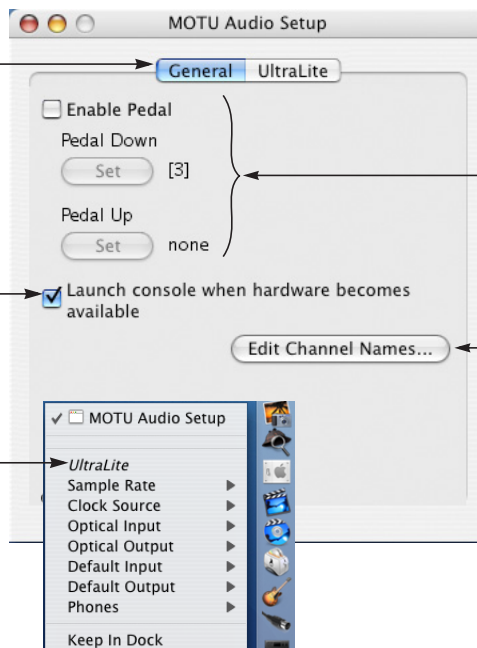 MOTU Audio Setup
General UltraLite
Enable Pedal
Pedal Down
Set [3]
Pedal Up
Set none
Launch console when hardware becomes
available
Edit Channel Names...
✓ MOTU Audio Setup
UltraLite
Sample Rate
Clock Source
Optical Input
Optical Output
Default Input
Default Output
Phones
Keep In Dock